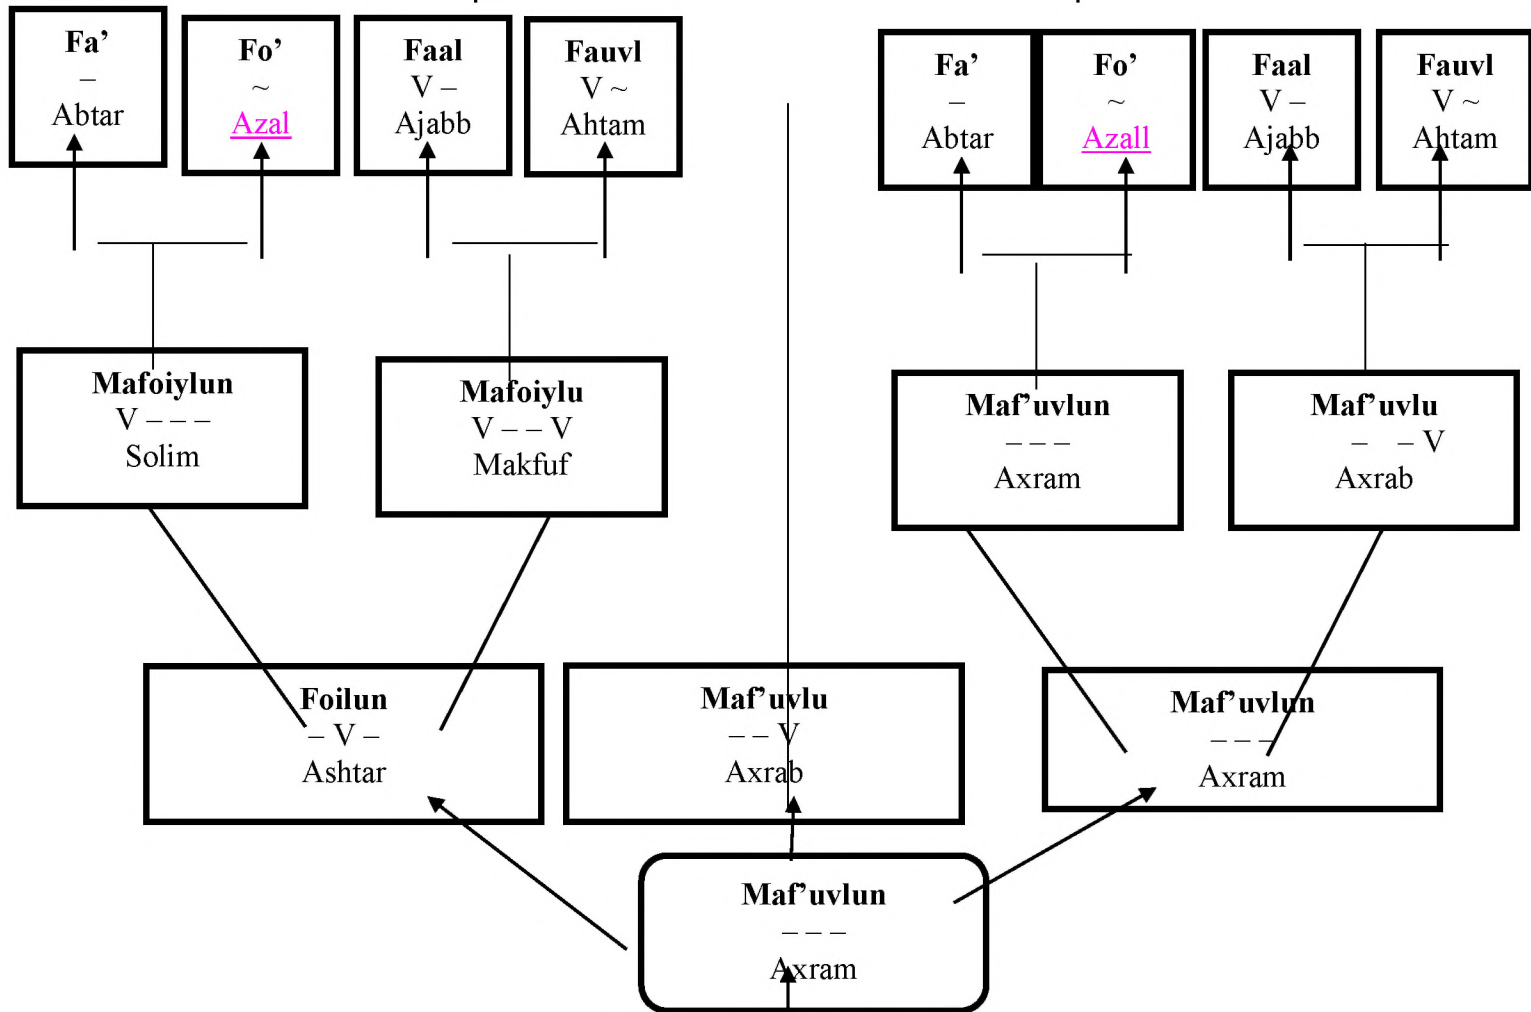 Fa’
–
Abtar
Fo’
~
Azal
Faal
V –
Ajabb
Fauvl
V ~
Ahtam
Fa’
–
Abtar
Fo’
~
Azall
Faal
V –
Ajabb
Fauvl
V ~
Ahtam
Mafoiylun
V – – –
Solim
Mafoiylu
V – – V
Makfuf
Maf’uvlun
– – –
Axram
Maf’uvlu
– – V
Axrab
Foilun
– V –
Ashtar
Maf’uvlu
– – V
Axrab
Maf’uvlun
– – –
Axram
Maf’uvlun
– – –
Axram